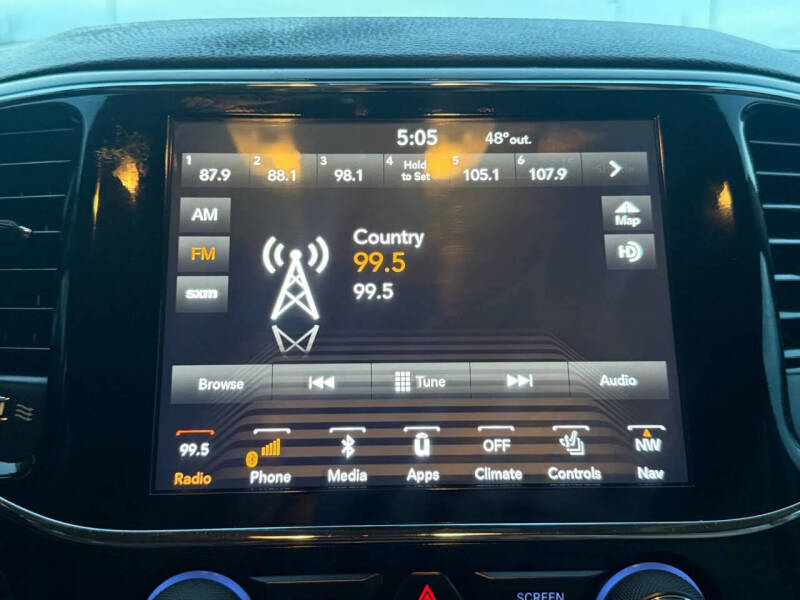 5:05 48° out.
1 87.9 2 88.1 3 98.1 4 Hold to Set 5 105.1 6 107.9
AM
Map
FM
HD
sxm
Country
99.5
99.5
Browse Tune Audio
99.5 OFF NW
Radio Phone Media Apps Climate Controls Nav
SCREEN